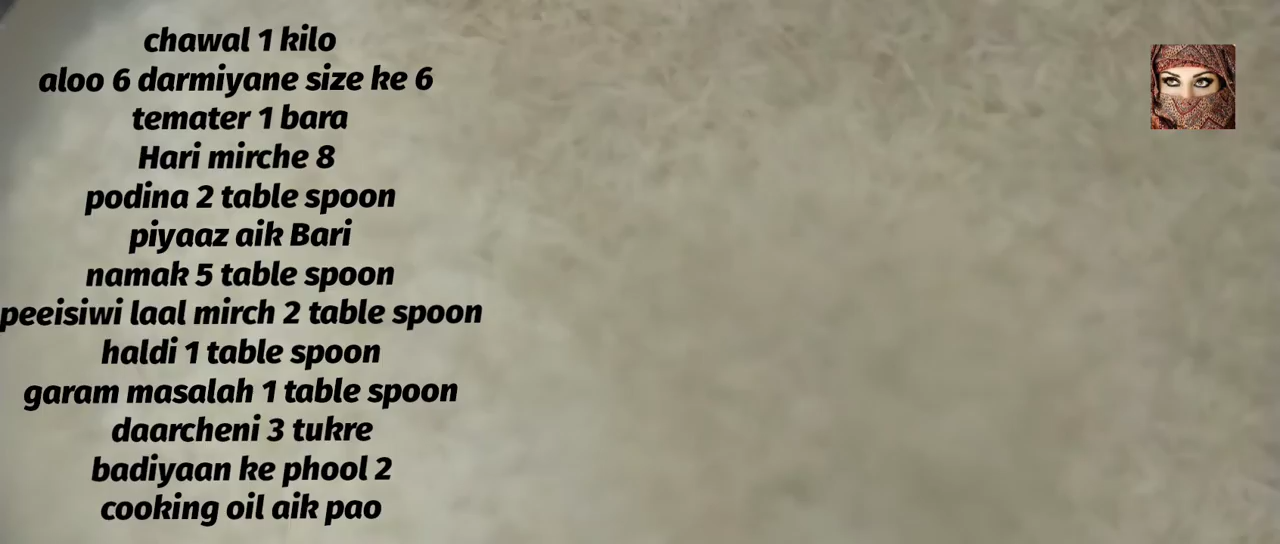 chawal 1 kilo
aloo 6 darmiyane size ke 6
temater 1 bara
Hari mirche 8
podina 2 table spoon
piyaaz aik Bari
namak 5 table spoon
peeisiwi laal mirch 2 table spoon
haldi 1 table spoon
garam masalah 1 table spoon
daarcheni 3 tukre
badiyaan ke phool 2
cooking oil aik pao